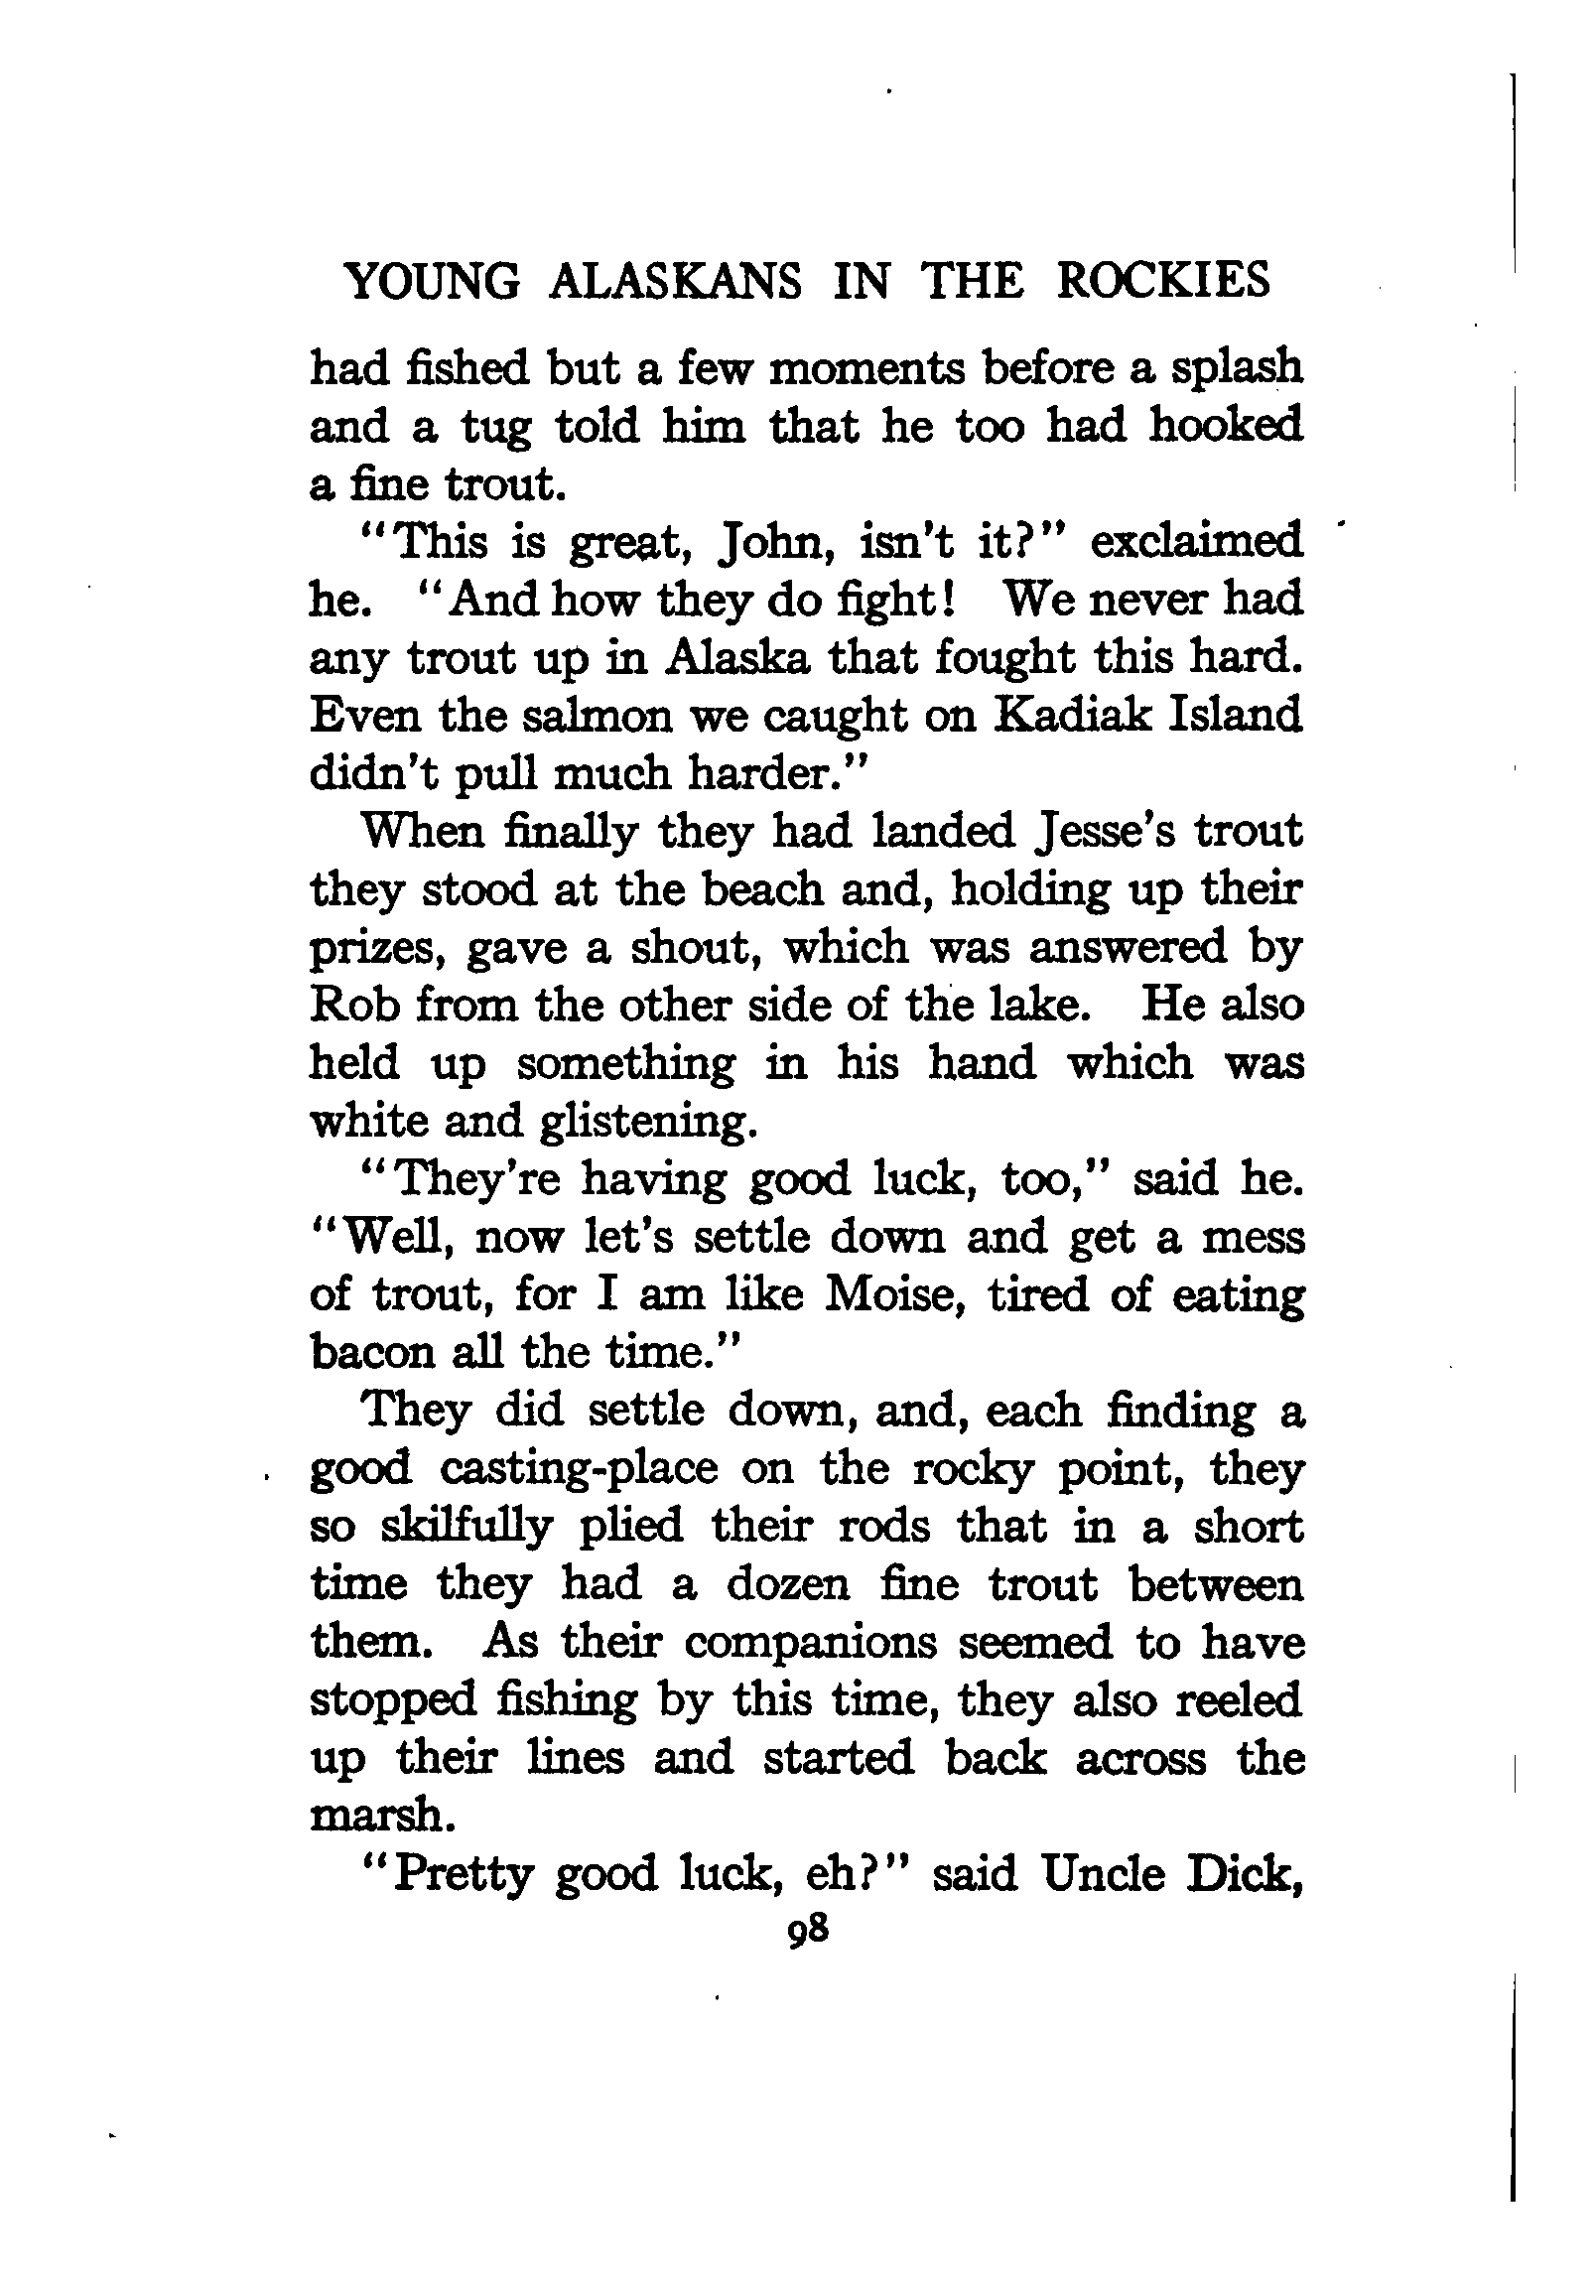 YOUNG ALASKANS IN THE ROCKIES
had fished but a few moments before a splash
and a tug told him that he too had hooked
a fine trout.
"This is great, John, isn't it?" exclaimed
he. "And how they do fight! We never had
any trout up in Alaska that fought this hard.
Even the salmon we caught on Kadiak Island
didn't pull much harder."
When finally they had landed Jesse's trout
they stood at the beach and, holding up their
prizes, gave a shout, which was answered by
Rob from the other side of the lake. He also
held up something in his hand which was
white and glistening.
"They're having good luck, too," said he.
"Well, now let's settle down and get a mess
of trout, for I am like Moise, tired of eating
bacon all the time."
They did settle down, and, each finding a
good casting-place on the rocky point, they
so skilfully plied their rods that in a short
time they had a dozen fine trout between
them. As their companions seemed to have
stopped fishing by this time, they also reeled
up their lines and started back across the
marsh.
"Pretty good luck, eh?" said Uncle Dick,
98